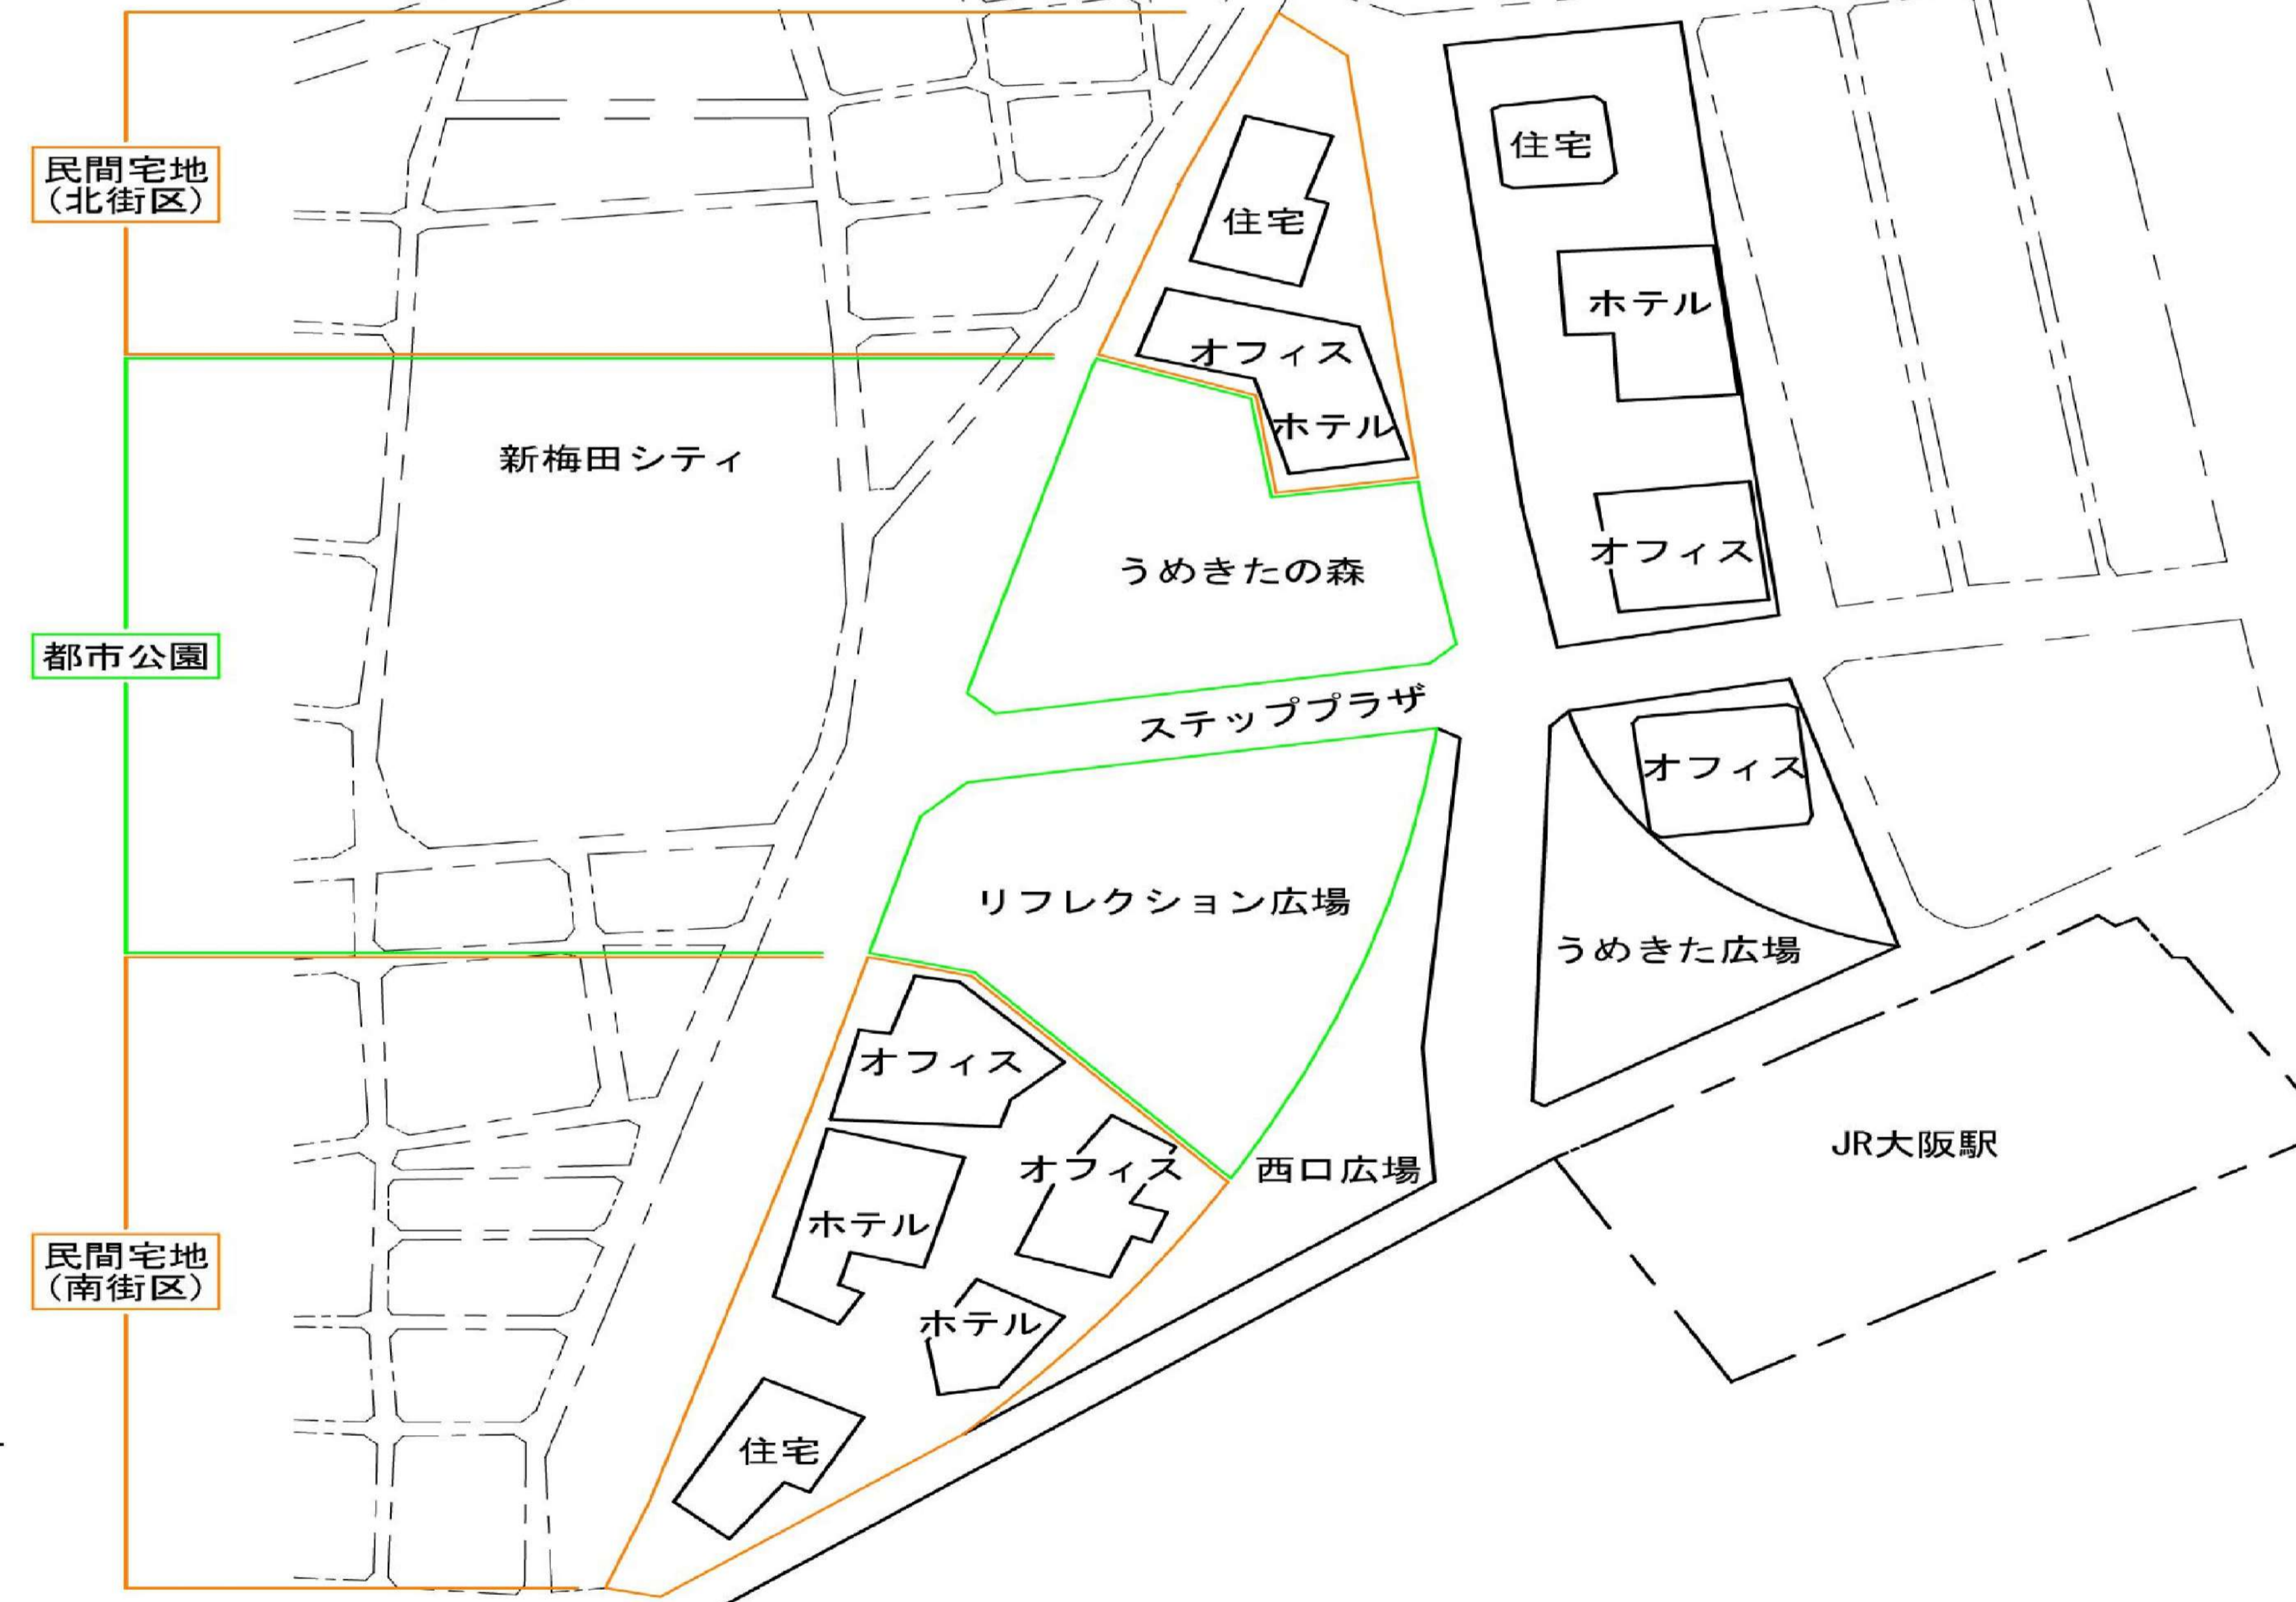 民間宅地
(北街区)
住宅
住宅
ホテル
オフィス
ホテル
新梅田シティ
オフィス
うめきたの森
都市公園
ステッププラザ
オフィス
リフレクション広場
うめきた広場
オフィス
オフィス
西口広場
JR大阪駅
ホテル
民間宅地
(南街区)
ホテル
住宅